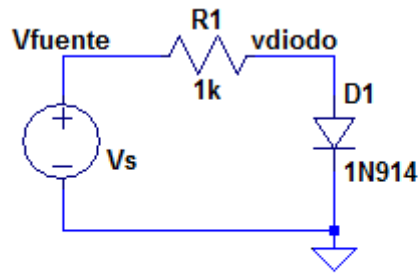 R1
Vfuente
vdiodo
1k
D1
+
Vs
−
1N914